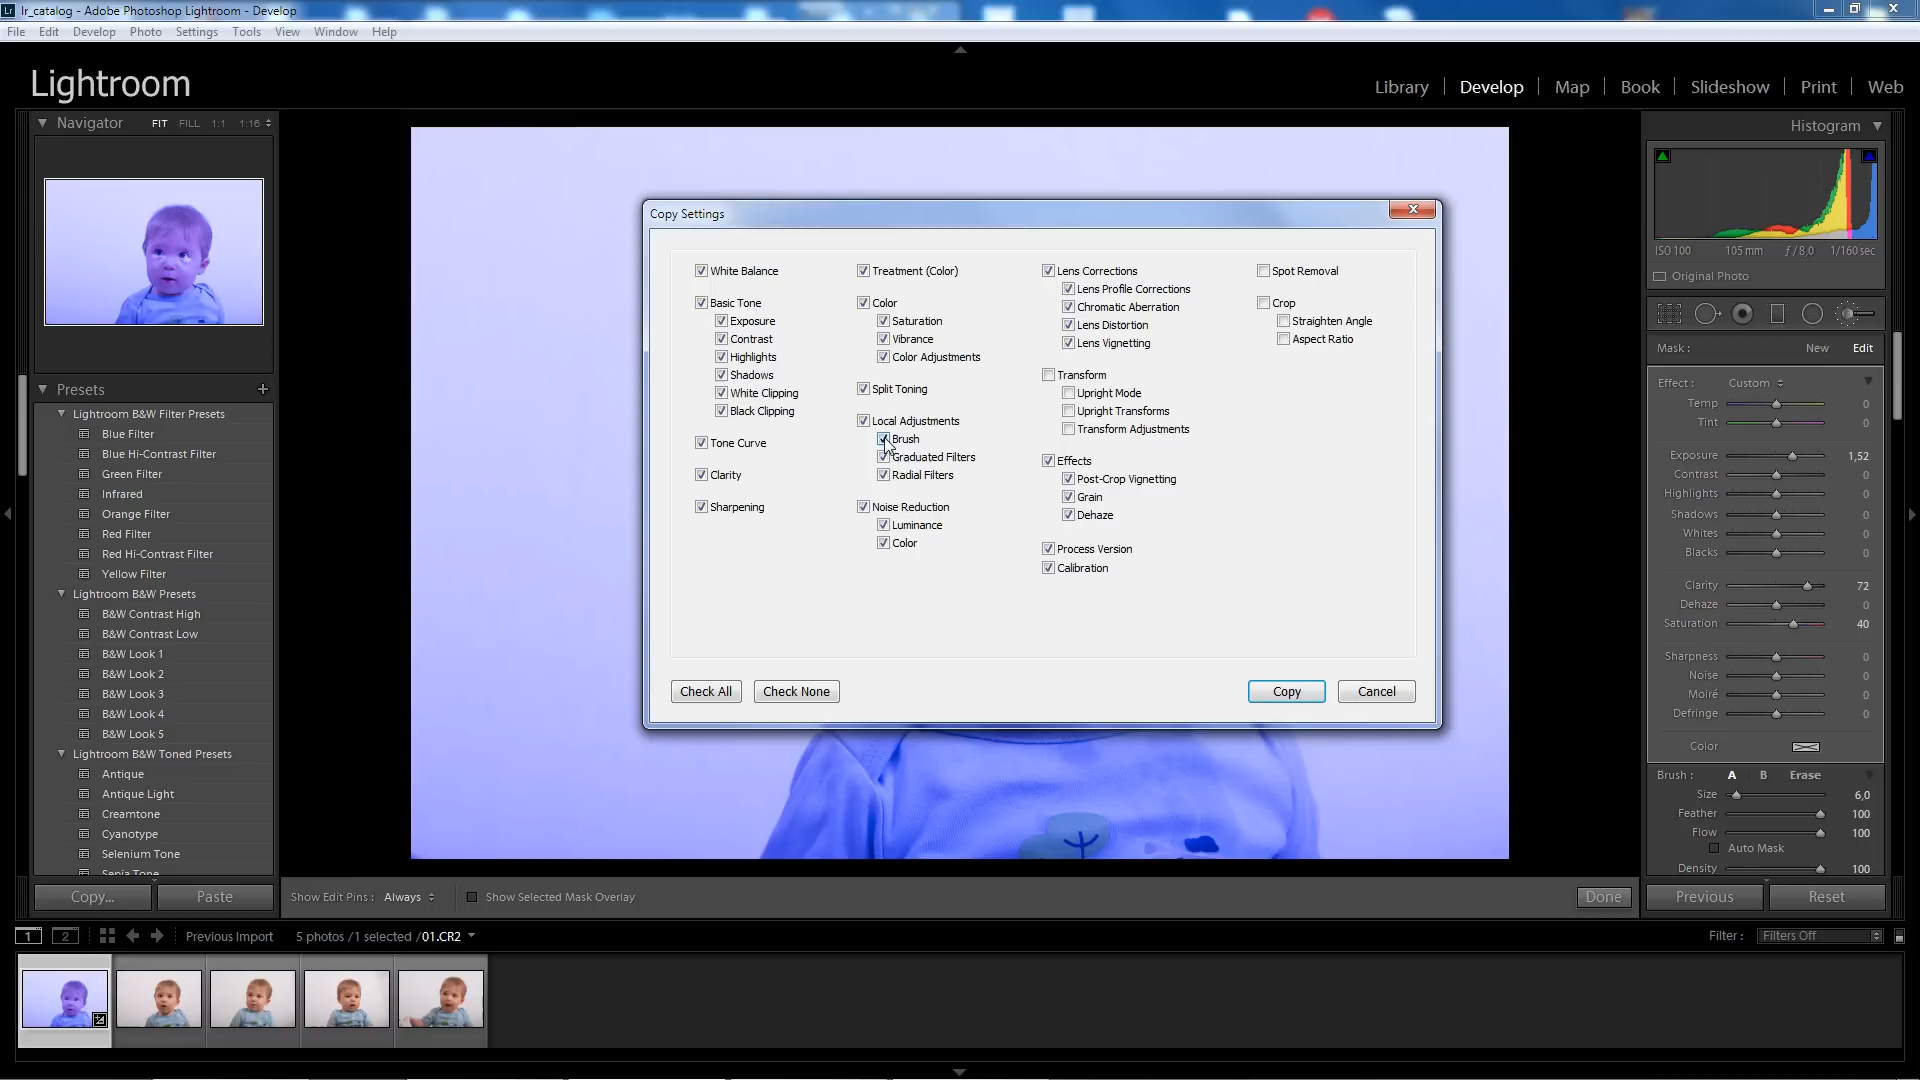 lr_catalog - Adobe Photoshop Lightroom - Develop
File Edit Develop Photo Settings Tools View Window Help
Lightroom
Library Develop Map Book Slideshow Print Web
Navigator FIT FILL 1:1 1:16
Histogram
ISO 100 105 mm ƒ / 8,0 1/160 sec
Original Photo
Mask : New Edit
Effect : Custom
Temp 0
Tint 0
Exposure 1,52
Contrast 0
Highlights 0
Shadows 0
Whites 0
Blacks 0
Clarity 72
Dehaze 0
Saturation 40
Sharpness 0
Noise 0
Moiré 0
Defringe 0
Color
Brush : A B Erase
Size 6,0
Feather 100
Flow 100
Auto Mask
Density 100
Previous Reset
Presets
Lightroom B&W Filter Presets
Blue Filter
Blue Hi-Contrast Filter
Green Filter
Infrared
Orange Filter
Red Filter
Red Hi-Contrast Filter
Yellow Filter
Lightroom B&W Presets
B&W Contrast High
B&W Contrast Low
B&W Look 1
B&W Look 2
B&W Look 3
B&W Look 4
B&W Look 5
Lightroom B&W Toned Presets
Antique
Antique Light
Creamtone
Cyanotype
Selenium Tone
Sepia Tone
Copy... Paste
Copy Settings
White Balance
Basic Tone
Exposure
Contrast
Highlights
Shadows
White Clipping
Black Clipping
Tone Curve
Clarity
Sharpening
Treatment (Color)
Color
Saturation
Vibrance
Color Adjustments
Split Toning
Local Adjustments
Brush
Graduated Filters
Radial Filters
Noise Reduction
Luminance
Color
Lens Corrections
Lens Profile Corrections
Chromatic Aberration
Lens Distortion
Lens Vignetting
Transform
Upright Mode
Upright Transforms
Transform Adjustments
Effects
Post-Crop Vignetting
Grain
Dehaze
Process Version
Calibration
Spot Removal
Crop
Straighten Angle
Aspect Ratio
Check All Check None Copy Cancel
Show Edit Pins : Always Show Selected Mask Overlay Done
1 2 Previous Import 5 photos / 1 selected / 01.CR2 Filter : Filters Off